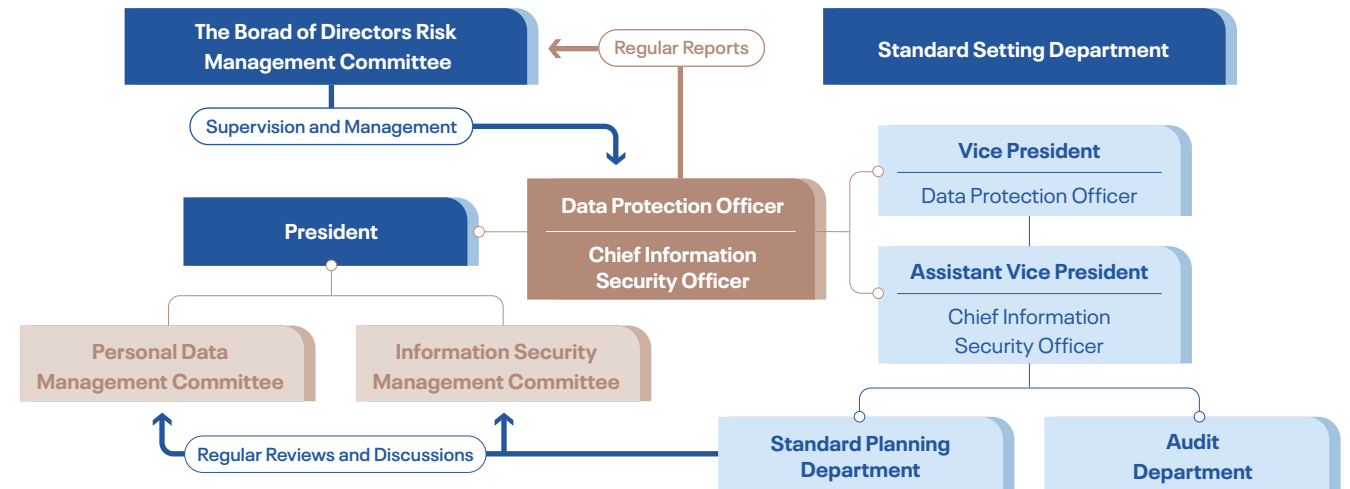 The Borad of Directors Risk
Management Committee
Regular Reports
Standard Setting Department
Supervision and Management
Vice President
Data Protection Officer
Data Protection Officer
Chief Information
Security Officer
President
Assistant Vice President
Chief Information
Security Officer
Personal Data
Management Committee
Information Security
Management Committee
Regular Reviews and Discussions
Standard Planning
Department
Audit
Department